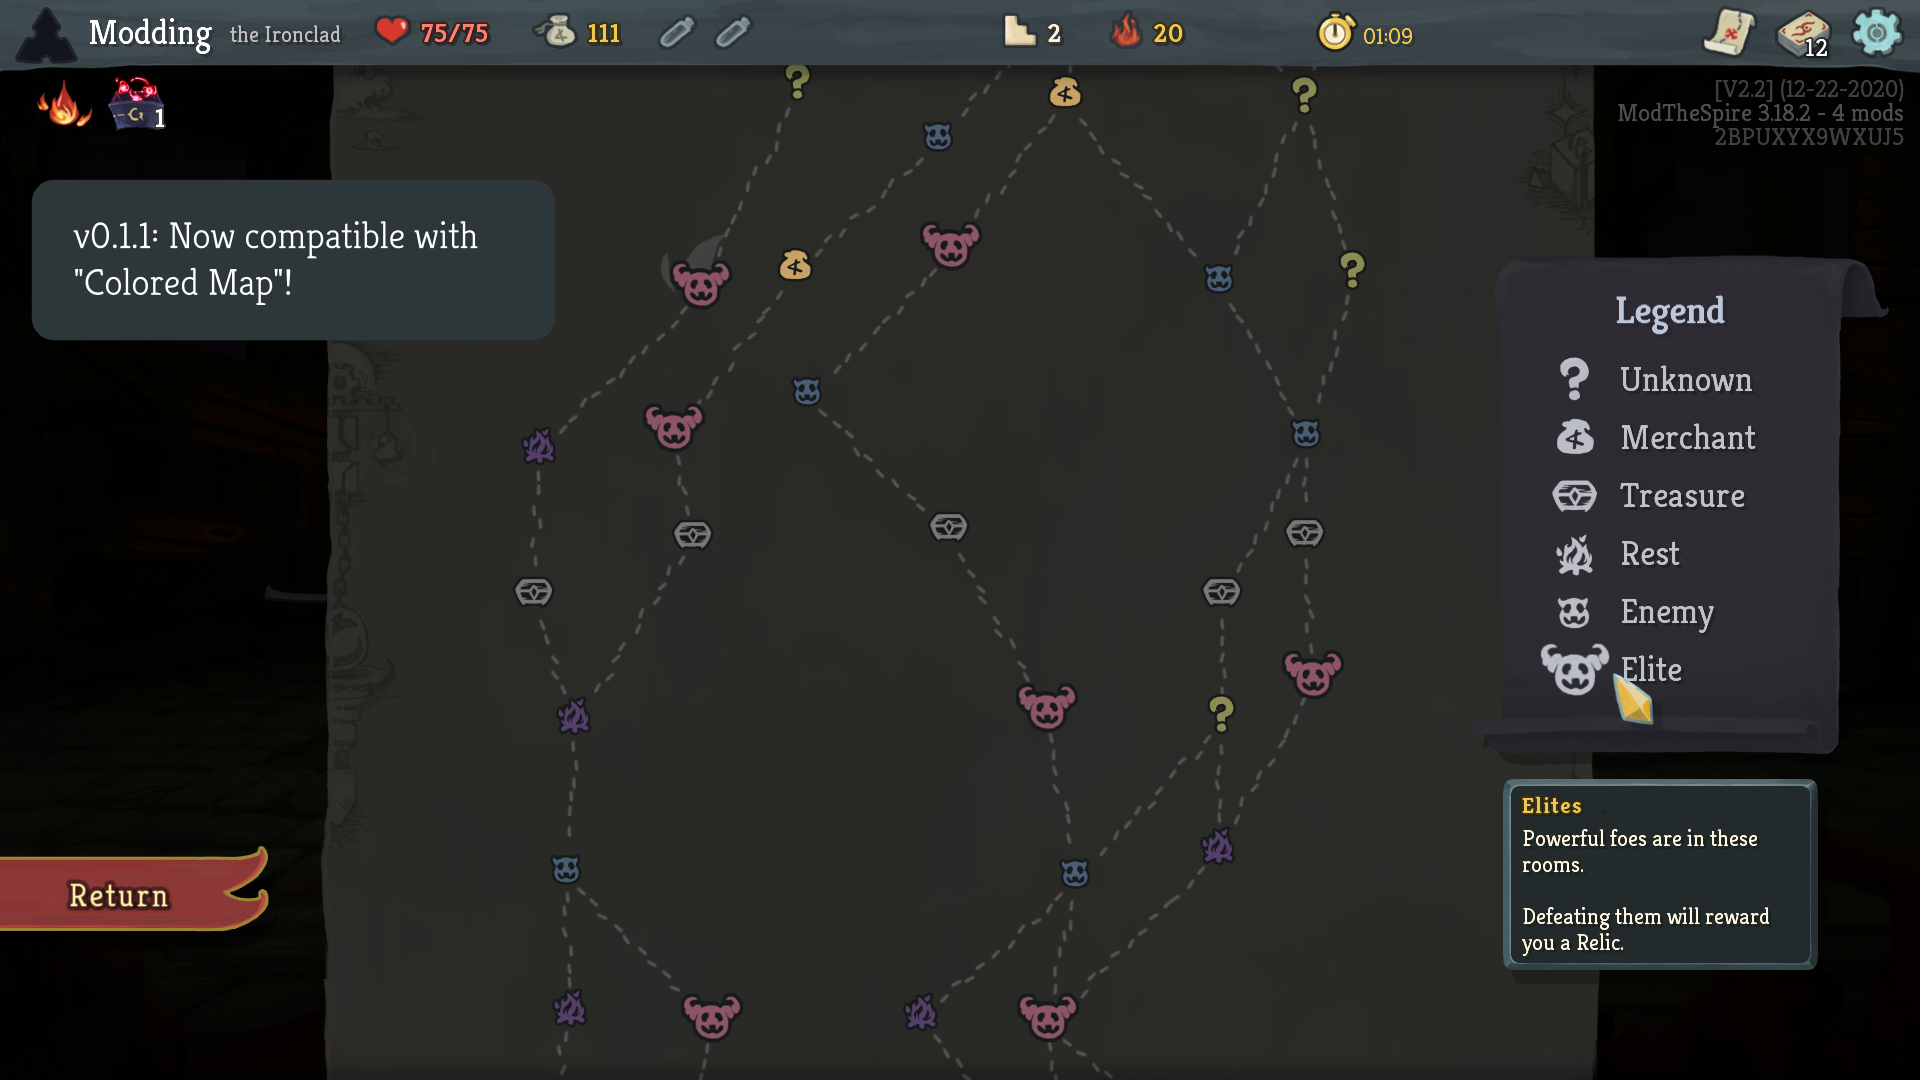 Modding the Ironclad 75/75 111 2 20 01:09 12
1
[V2.2] (12-22-2020)
ModTheSpire 3.18.2 - 4 mods
2BPUXYX9WXUJ5
v0.1.1: Now compatible with
"Colored Map"!
Legend
Unknown
Merchant
Treasure
Rest
Enemy
Elite
Elites
Powerful foes are in these
rooms.
Defeating them will reward
you a Relic.
Return